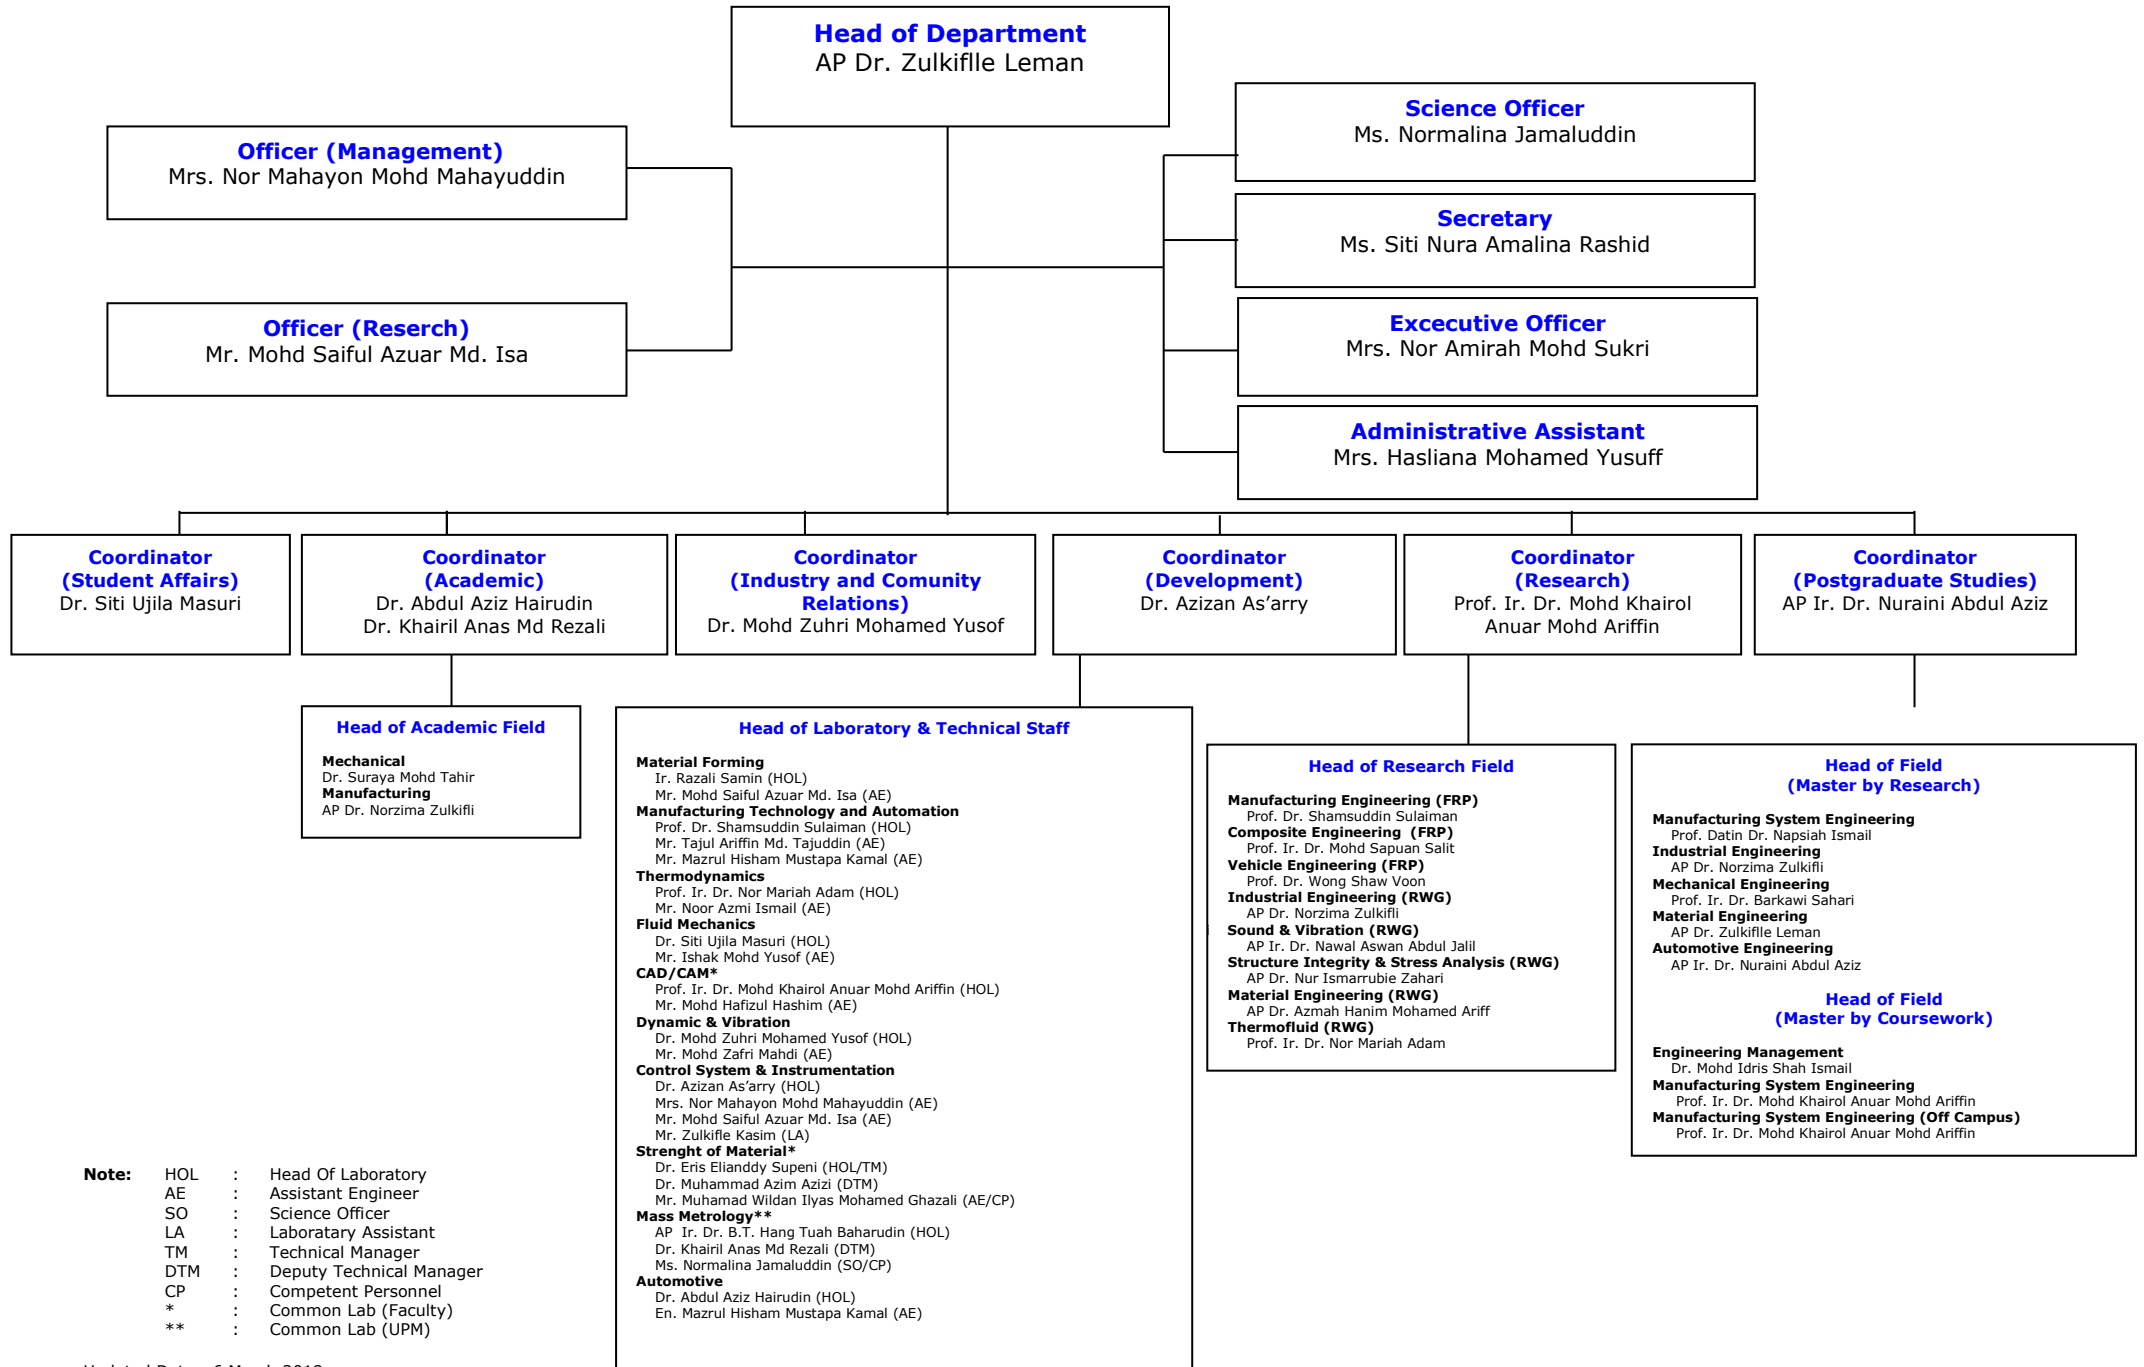 Head of Department
AP Dr. Zulkiflle Leman
Officer (Management)
Mrs. Nor Mahayon Mohd Mahayuddin
Officer (Reserch)
Mr. Mohd Saiful Azuar Md. Isa
Science Officer
Ms. Normalina Jamaluddin
Secretary
Ms. Siti Nura Amalina Rashid
Excecutive Officer
Mrs. Nor Amirah Mohd Sukri
Administrative Assistant
Mrs. Hasliana Mohamed Yusuff
Coordinator
(Student Affairs)
Dr. Siti Ujila Masuri
Coordinator
(Academic)
Dr. Abdul Aziz Hairudin
Dr. Khairil Anas Md Rezali
Coordinator
(Industry and Comunity
Relations)
Dr. Mohd Zuhri Mohamed Yusof
Coordinator
(Development)
Dr. Azizan As’arry
Coordinator
(Research)
Prof. Ir. Dr. Mohd Khairol
Anuar Mohd Ariffin
Coordinator
(Postgraduate Studies)
AP Ir. Dr. Nuraini Abdul Aziz
Head of Academic Field
Mechanical
Dr. Suraya Mohd Tahir
Manufacturing
AP Dr. Norzima Zulkifli
Head of Laboratory & Technical Staff
Material Forming
Ir. Razali Samin (HOL)
Mr. Mohd Saiful Azuar Md. Isa (AE)
Manufacturing Technology and Automation
Prof. Dr. Shamsuddin Sulaiman (HOL)
Mr. Tajul Ariffin Md. Tajuddin (AE)
Mr. Mazrul Hisham Mustapa Kamal (AE)
Thermodynamics
Prof. Ir. Dr. Nor Mariah Adam (HOL)
Mr. Noor Azmi Ismail (AE)
Fluid Mechanics
Dr. Siti Ujila Masuri (HOL)
Mr. Ishak Mohd Yusof (AE)
CAD/CAM*
Prof. Ir. Dr. Mohd Khairol Anuar Mohd Ariffin (HOL)
Mr. Mohd Hafizul Hashim (AE)
Dynamic & Vibration
Dr. Mohd Zuhri Mohamed Yusof (HOL)
Mr. Mohd Zafri Mahdi (AE)
Control System & Instrumentation
Dr. Azizan As’arry (HOL)
Mrs. Nor Mahayon Mohd Mahayuddin (AE)
Mr. Mohd Saiful Azuar Md. Isa (AE)
Mr. Zulkifle Kasim (LA)
Strenght of Material*
Dr. Eris Elianddy Supeni (HOL/TM)
Dr. Muhammad Azim Azizi (DTM)
Mr. Muhamad Wildan Ilyas Mohamed Ghazali (AE/CP)
Mass Metrology**
AP Ir. Dr. B.T. Hang Tuah Baharudin (HOL)
Dr. Khairil Anas Md Rezali (DTM)
Ms. Normalina Jamaluddin (SO/CP)
Automotive
Dr. Abdul Aziz Hairudin (HOL)
En. Mazrul Hisham Mustapa Kamal (AE)
Head of Research Field
Manufacturing Engineering (FRP)
Prof. Dr. Shamsuddin Sulaiman
Composite Engineering (FRP)
Prof. Ir. Dr. Mohd Sapuan Salit
Vehicle Engineering (FRP)
Prof. Dr. Wong Shaw Voon
Industrial Engineering (RWG)
AP Dr. Norzima Zulkifli
Sound & Vibration (RWG)
AP Ir. Dr. Nawal Aswan Abdul Jalil
Structure Integrity & Stress Analysis (RWG)
AP Dr. Nur Ismarrubie Zahari
Material Engineering (RWG)
AP Dr. Azmah Hanim Mohamed Ariff
Thermofluid (RWG)
Prof. Ir. Dr. Nor Mariah Adam
Head of Field
(Master by Research)
Manufacturing System Engineering
Prof. Datin Dr. Napsiah Ismail
Industrial Engineering
AP Dr. Norzima Zulkifli
Mechanical Engineering
Prof. Ir. Dr. Barkawi Sahari
Material Engineering
AP Dr. Zulkiflle Leman
Automotive Engineering
AP Ir. Dr. Nuraini Abdul Aziz
Head of Field
(Master by Coursework)
Engineering Management
Dr. Mohd Idris Shah Ismail
Manufacturing System Engineering
Prof. Ir. Dr. Mohd Khairol Anuar Mohd Ariffin
Manufacturing System Engineering (Off Campus)
Prof. Ir. Dr. Mohd Khairol Anuar Mohd Ariffin
Note: HOL : Head Of Laboratory
AE : Assistant Engineer
SO : Science Officer
LA : Laboratary Assistant
TM : Technical Manager
DTM : Deputy Technical Manager
CP : Competent Personnel
* : Common Lab (Faculty)
** : Common Lab (UPM)